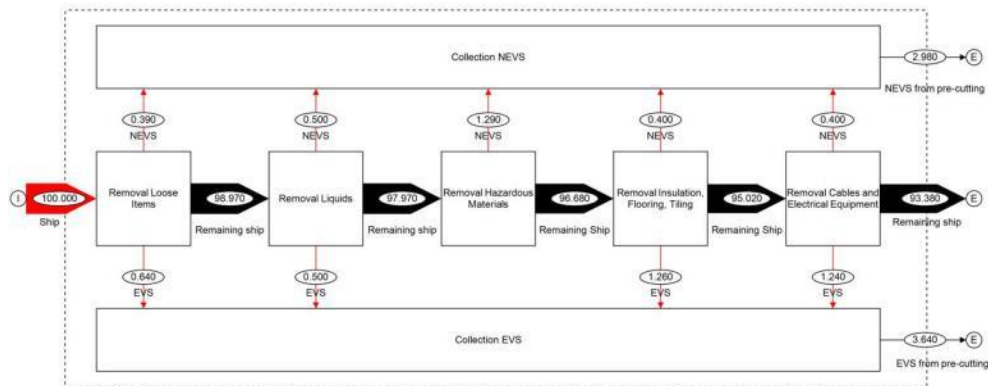 Collection NEVS
2.980
E
NEVS from pre-cutting
0.390
NEVS
0.500
NEVS
1.290
NEVS
0.400
NEVS
0.400
NEVS
I
100.000
Ship
Removal Loose
Items
98.970
Remaining ship
Removal Liquids
97.970
Remaining ship
Removal Hazardous
Materials
96.680
Remaining Ship
Removal Insulation,
Flooring, Tiling
95.020
Remaining Ship
Removal Cables and
Electrical Equipment
93.380
Remaining ship
E
0.640
EVS
0.500
EVS
1.260
EVS
1.240
EVS
Collection EVS
3.640
E
EVS from pre-cutting